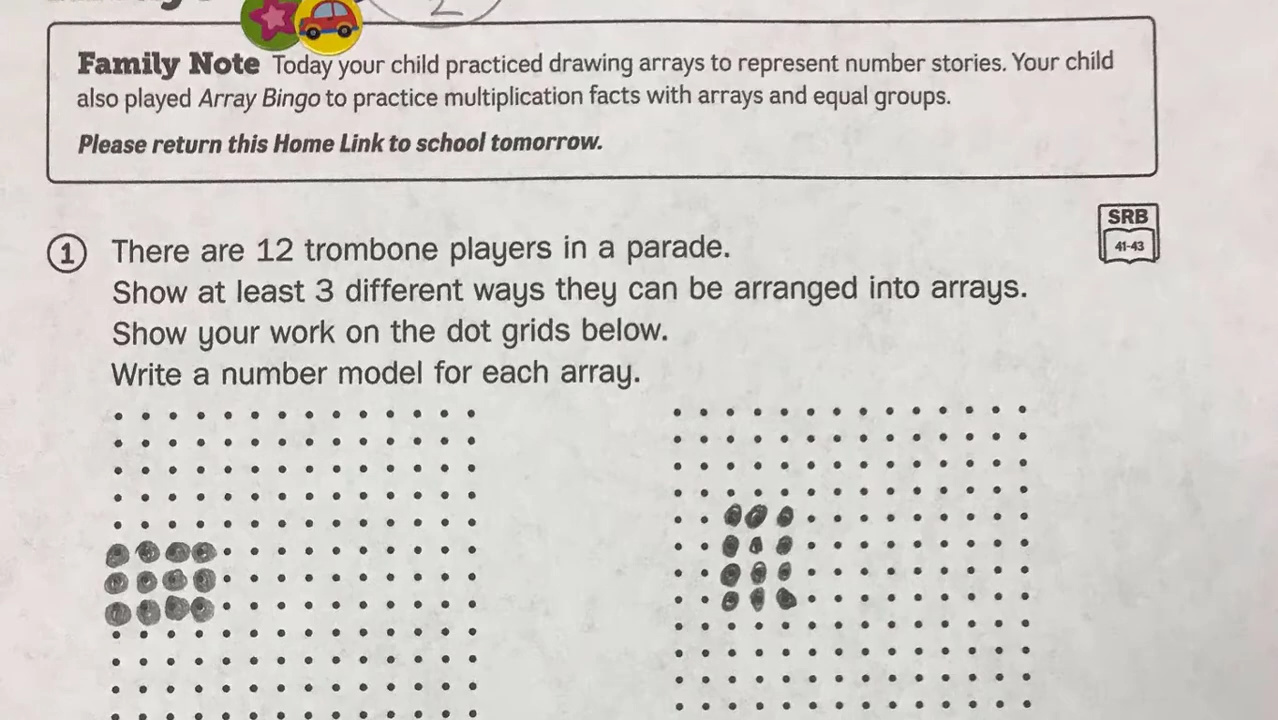 2
Family Note Today your child practiced drawing arrays to represent number stories. Your child
also played Array Bingo to practice multiplication facts with arrays and equal groups.
Please return this Home Link to school tomorrow.
SRB
41-43
1 There are 12 trombone players in a parade.
Show at least 3 different ways they can be arranged into arrays.
Show your work on the dot grids below.
Write a number model for each array.